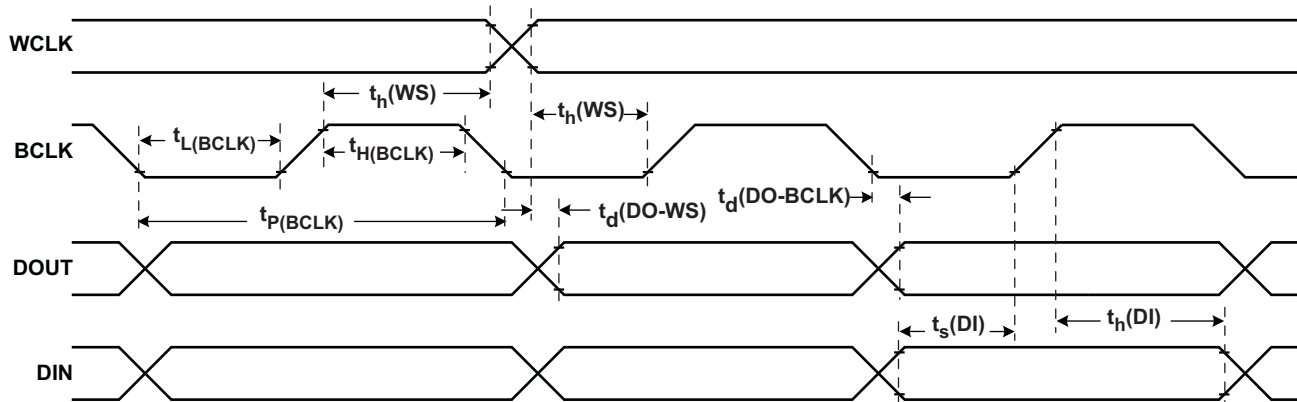 WCLK
th(WS)
th(WS)
BCLK
tL(BCLK)
tH(BCLK)
tP(BCLK)
td(DO-WS)
td(DO-BCLK)
DOUT
ts(DI)
th(DI)
DIN